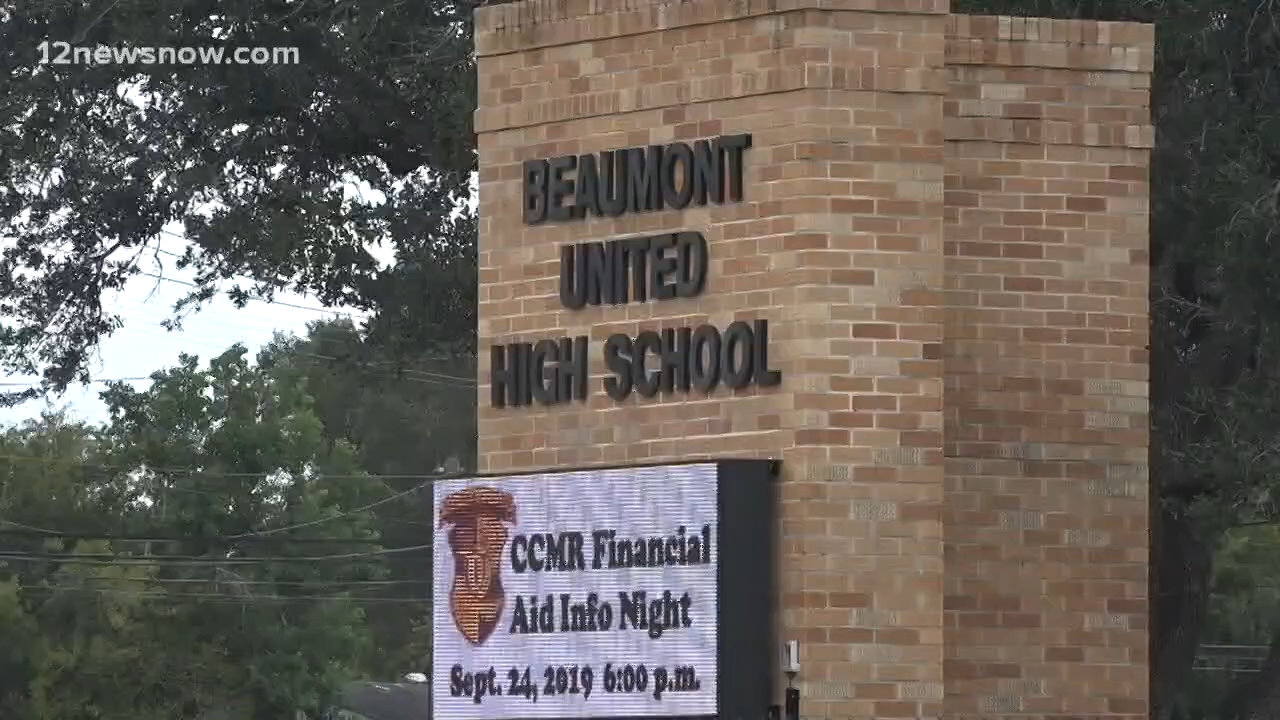 12newsnow.com
BEAUMONT
UNITED
HIGH SCHOOL
CCMR Financial
Aid Info Night
Sept. 24, 2019 6:00 p.m.